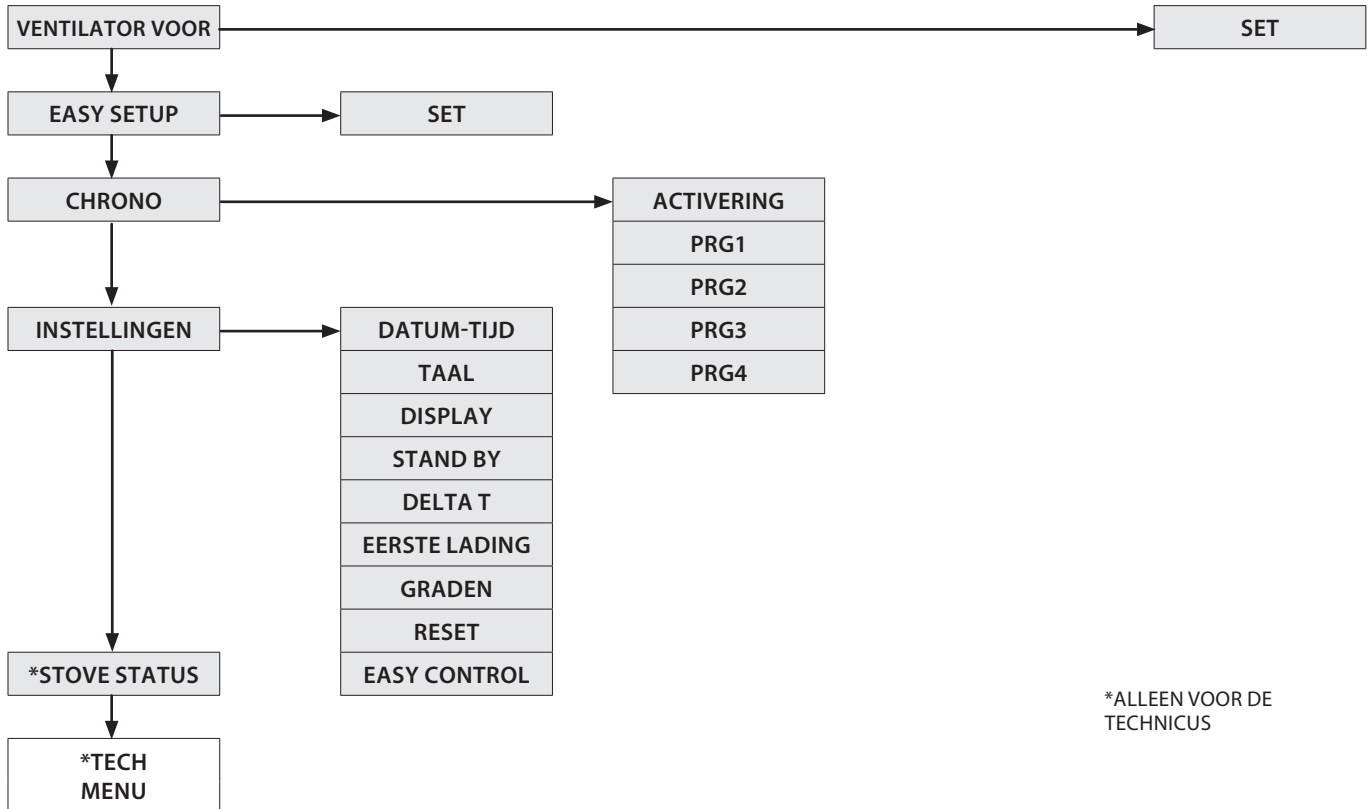 VENTILATOR VOOR
SET
EASY SETUP
SET
CHRONO
ACTIVERING
PRG1
PRG2
PRG3
PRG4
INSTELLINGEN
DATUM-TIJD
TAAL
DISPLAY
STAND BY
DELTA T
EERSTE LADING
GRADEN
RESET
EASY CONTROL
*STOVE STATUS
*TECH
MENU
*ALLEEN VOOR DE
TECHNICUS